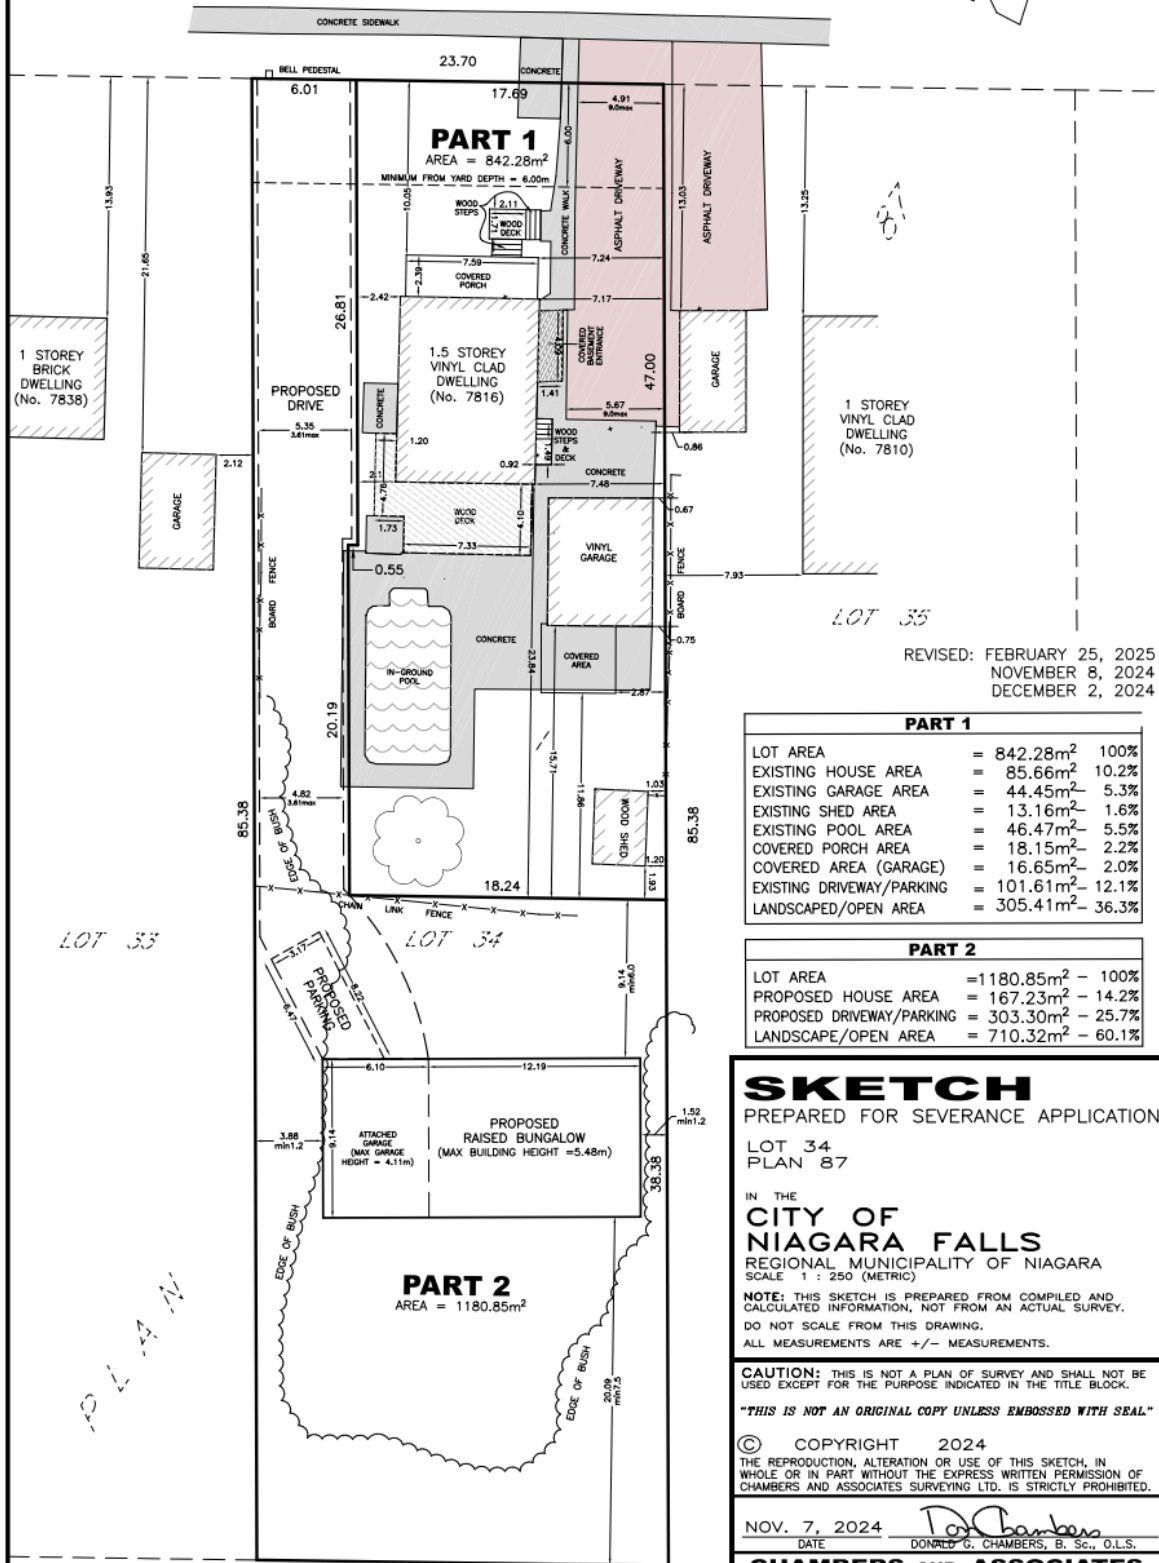 CONCRETE SIDEWALK
23.70
BELL PEDESTAL
CONCRETE
6.01
17.69
4.91
9.0max
PART 1
AREA = 842.28m²
MINIMUM FROM YARD DEPTH = 6.00m
6.00
13.93
21.65
10.05
WOOD
STEPS
2.11
1.71
WOOD
DECK
CONCRETE WALK
ASPHALT DRIVEWAY
13.03
ASPHALT DRIVEWAY
13.25
7.24
7.59
2.39
COVERED
PORCH
2.42
7.17
26.81
1 STOREY
BRICK
DWELLING
(No. 7838)
1.5 STOREY
VINYL CLAD
DWELLING
(No. 7816)
COVERED
BASEMENT
ENTRANCE
47.00
GARAGE
PROPOSED
DRIVE
5.35
3.61max
CONCRETE
1.41
5.67
9.0max
1 STOREY
VINYL CLAD
DWELLING
(No. 7810)
1.20
WOOD
STEPS
&
DECK
1.49
0.86
0.92
2.12
CONCRETE
7.48
GARAGE
4.76
WOOD
DECK
4.10
1.73
7.33
0.67
VINYL
GARAGE
BOARD FENCE
0.55
BOARD FENCE
7.93
LOT 35
CONCRETE
0.75
COVERED
AREA
IN-GROUND
POOL
23.84
2.87
REVISED: FEBRUARY 25, 2025
NOVEMBER 8, 2024
DECEMBER 2, 2024
20.19
15.71
11.86
1.03
4.82
3.61max
85.38
EDGE OF BUSH
WOOD SHED
85.38
1.20
1.93
18.24
CHAIN LINK FENCE
LOT 33
LOT 34
PART 1
LOT AREA = 842.28m² 100%
EXISTING HOUSE AREA = 85.66m² 10.2%
EXISTING GARAGE AREA = 44.45m²– 5.3%
EXISTING SHED AREA = 13.16m²– 1.6%
EXISTING POOL AREA = 46.47m²– 5.5%
COVERED PORCH AREA = 18.15m²– 2.2%
COVERED AREA (GARAGE) = 16.65m²– 2.0%
EXISTING DRIVEWAY/PARKING = 101.61m²– 12.1%
LANDSCAPED/OPEN AREA = 305.41m²– 36.3%
PART 2
LOT AREA =1180.85m² – 100%
PROPOSED HOUSE AREA = 167.23m² – 14.2%
PROPOSED DRIVEWAY/PARKING = 303.30m² – 25.7%
LANDSCAPE/OPEN AREA = 710.32m² – 60.1%
3.17
PROPOSED
PARKING
8.22
6.47
9.14
min6.0
6.10
12.19
9.14
ATTACHED
GARAGE
(MAX GARAGE
HEIGHT = 4.11m)
PROPOSED
RAISED BUNGALOW
(MAX BUILDING HEIGHT =5.48m)
1.52
min1.2
3.88
min1.2
38.38
EDGE OF BUSH
PART 2
AREA = 1180.85m²
EDGE OF BUSH
20.09
min7.5
PLAN
SKETCH
PREPARED FOR SEVERANCE APPLICATION
LOT 34
PLAN 87
IN THE
CITY OF
NIAGARA FALLS
REGIONAL MUNICIPALITY OF NIAGARA
SCALE 1 : 250 (METRIC)
NOTE: THIS SKETCH IS PREPARED FROM COMPILED AND
CALCULATED INFORMATION, NOT FROM AN ACTUAL SURVEY.
DO NOT SCALE FROM THIS DRAWING.
ALL MEASUREMENTS ARE +/– MEASUREMENTS.
CAUTION: THIS IS NOT A PLAN OF SURVEY AND SHALL NOT BE
USED EXCEPT FOR THE PURPOSE INDICATED IN THE TITLE BLOCK.
"THIS IS NOT AN ORIGINAL COPY UNLESS EMBOSSED WITH SEAL"
© COPYRIGHT 2024
THE REPRODUCTION, ALTERATION OR USE OF THIS SKETCH, IN
WHOLE OR IN PART WITHOUT THE EXPRESS WRITTEN PERMISSION OF
CHAMBERS AND ASSOCIATES SURVEYING LTD. IS STRICTLY PROHIBITED.
NOV. 7, 2024 Don Chambers
DATE DONALD G. CHAMBERS, B. Sc., O.L.S.
CHAMBERS AND ASSOCIATES